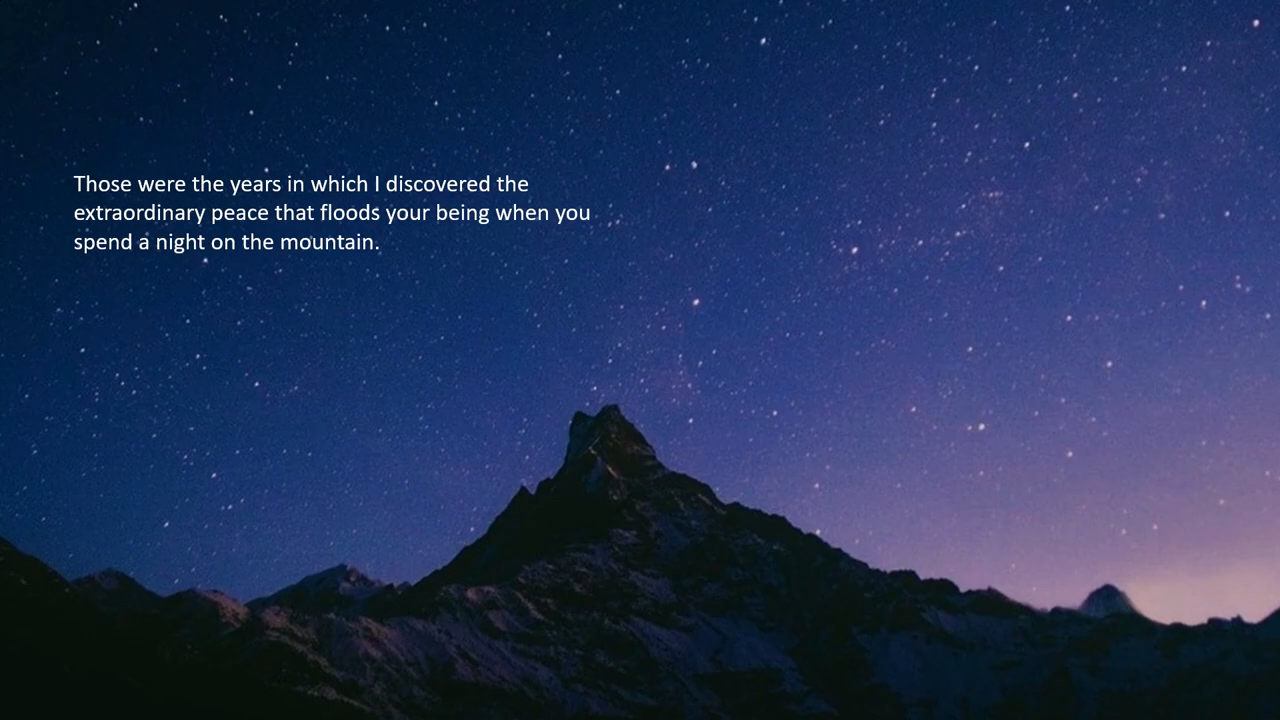 Those were the years in which I discovered the
extraordinary peace that floods your being when you
spend a night on the mountain.